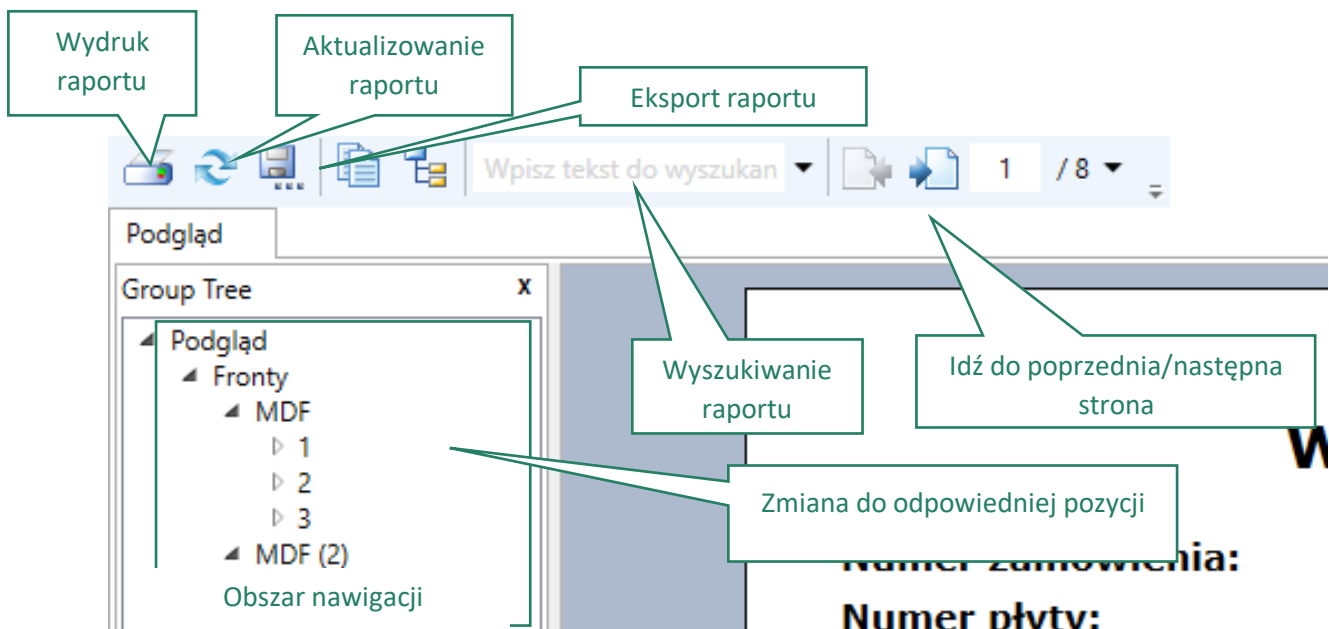 Wydruk
raportu
Aktualizowanie
raportu
Eksport raportu
Wpisz tekst do wyszukan
1 / 8
Podgląd
Group Tree x
Podgląd
Fronty
MDF
1
2
3
MDF (2)
Obszar nawigacji
Wyszukiwanie
raportu
Idź do poprzednia/następna
strona
W
Zmiana do odpowiedniej pozycji
Numer zamówienia:
Numer płyty: